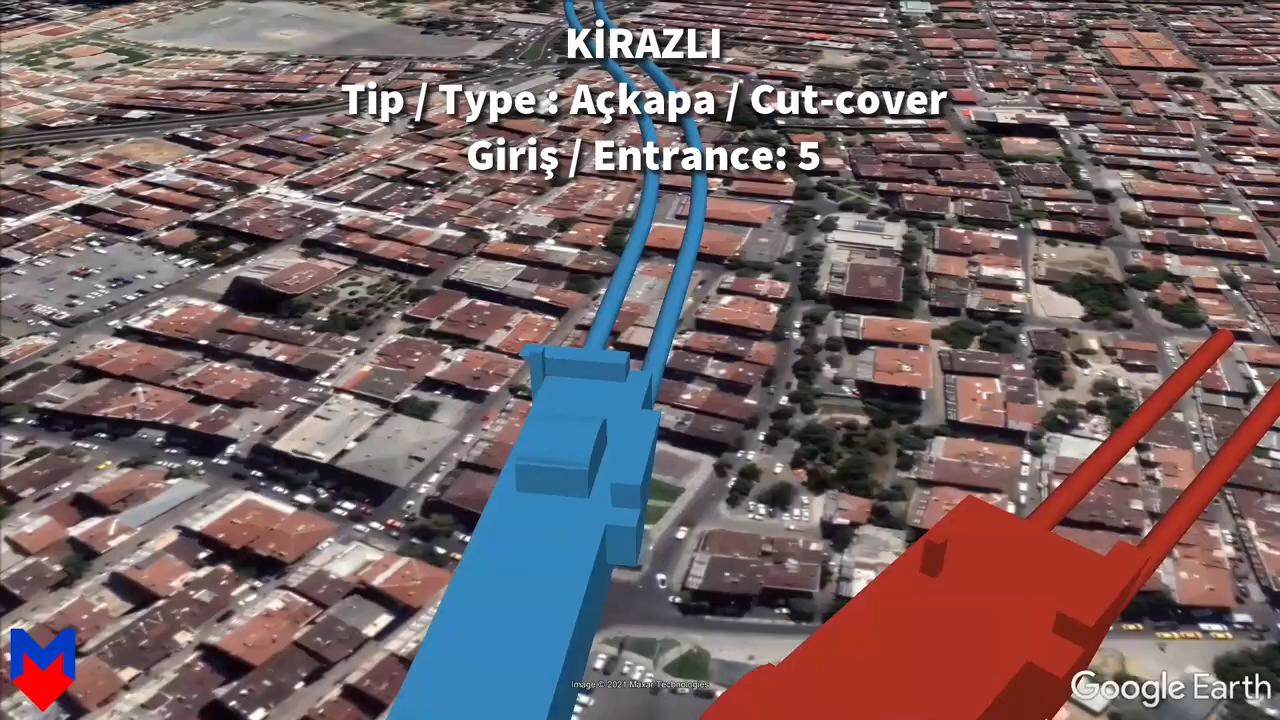 KİRAZLI
Tip / Type : Açkapa / Cut-cover
Giriş / Entrance: 5
Image © 2021 Maxar Technologies
Google Earth